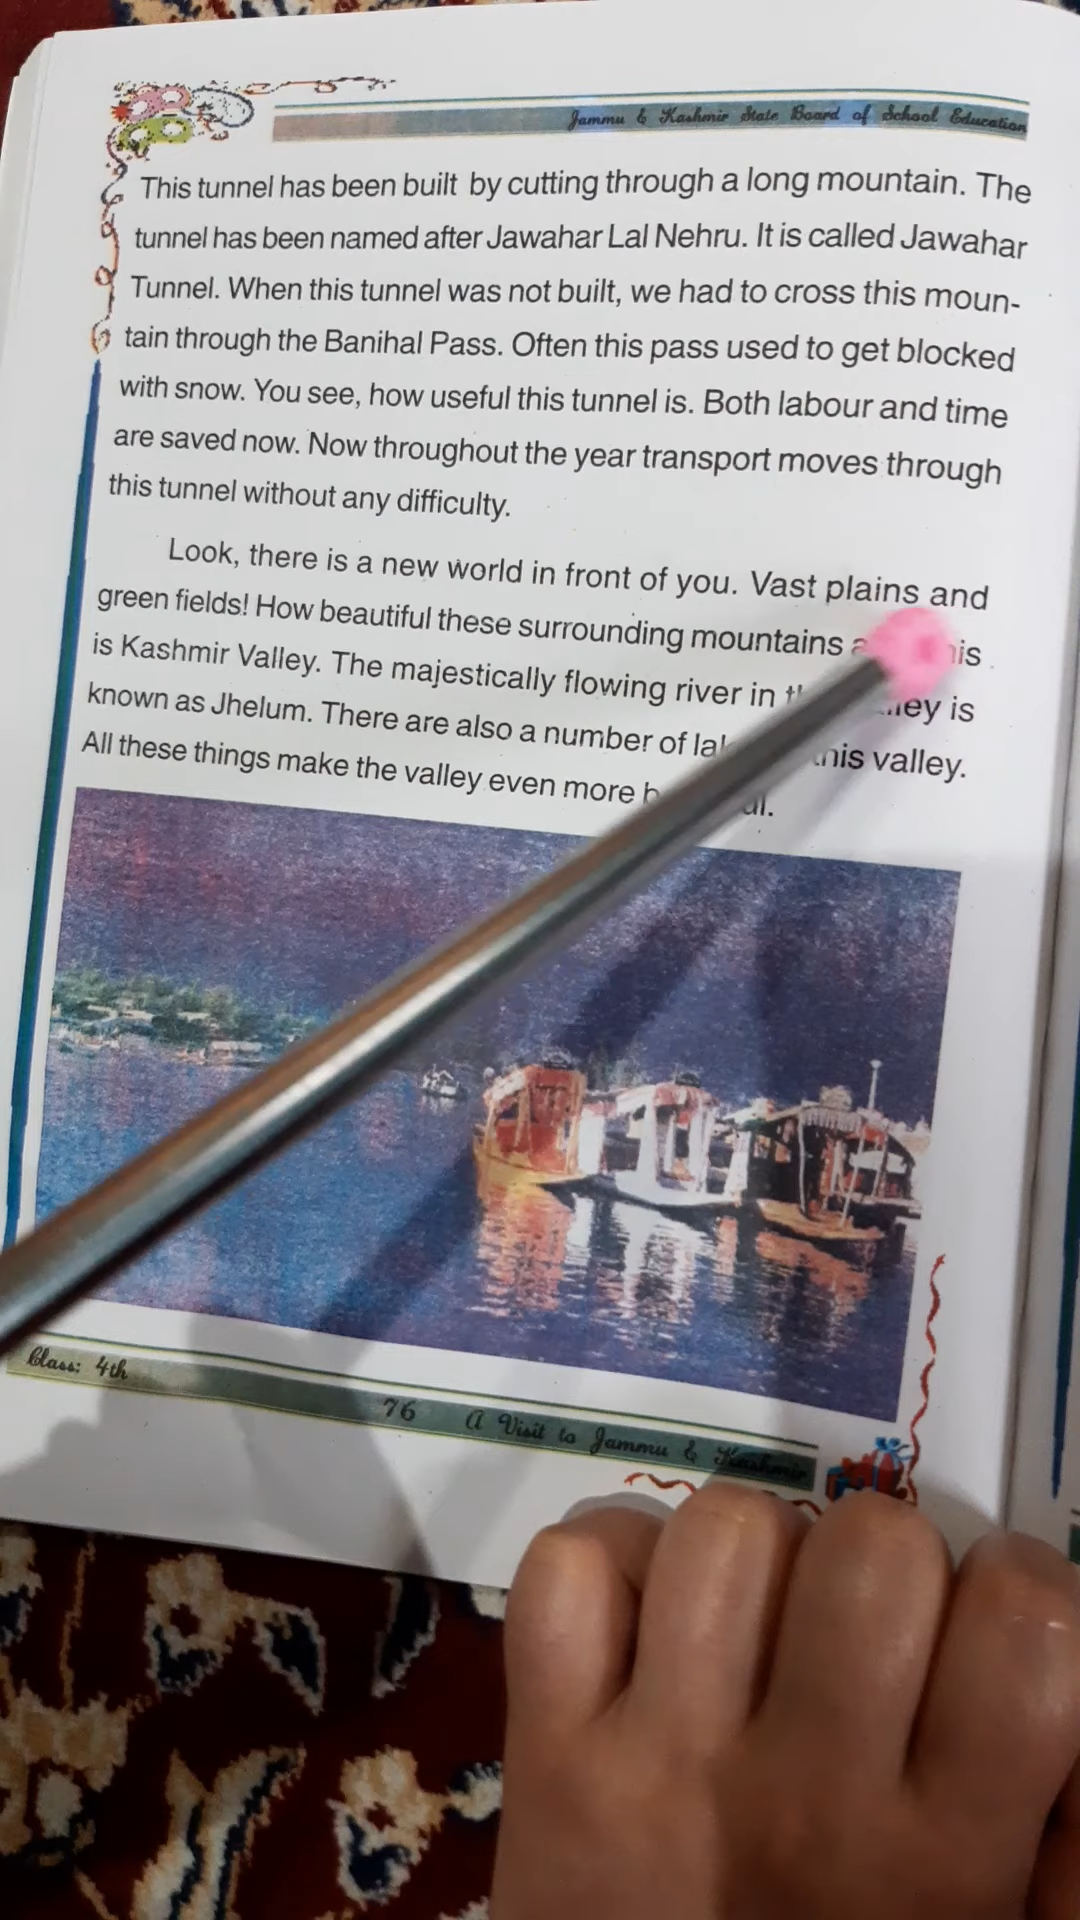 Jammu & Kashmir State Board of School Education
This tunnel has been built by cutting through a long mountain. The
tunnel has been named after Jawahar Lal Nehru. It is called Jawahar
Tunnel. When this tunnel was not built, we had to cross this moun-
tain through the Banihal Pass. Often this pass used to get blocked
with snow. You see, how useful this tunnel is. Both labour and time
are saved now. Now throughout the year transport moves through
this tunnel without any difficulty.
Look, there is a new world in front of you. Vast plains and
green fields! How beautiful these surrounding mountains
is Kashmir Valley. The majestically flowing river in is
known as Jhelum. There are also a number of this valley.
All these things make the valley even more
Class: 4th
76 A Visit to Jammu & Kashmir